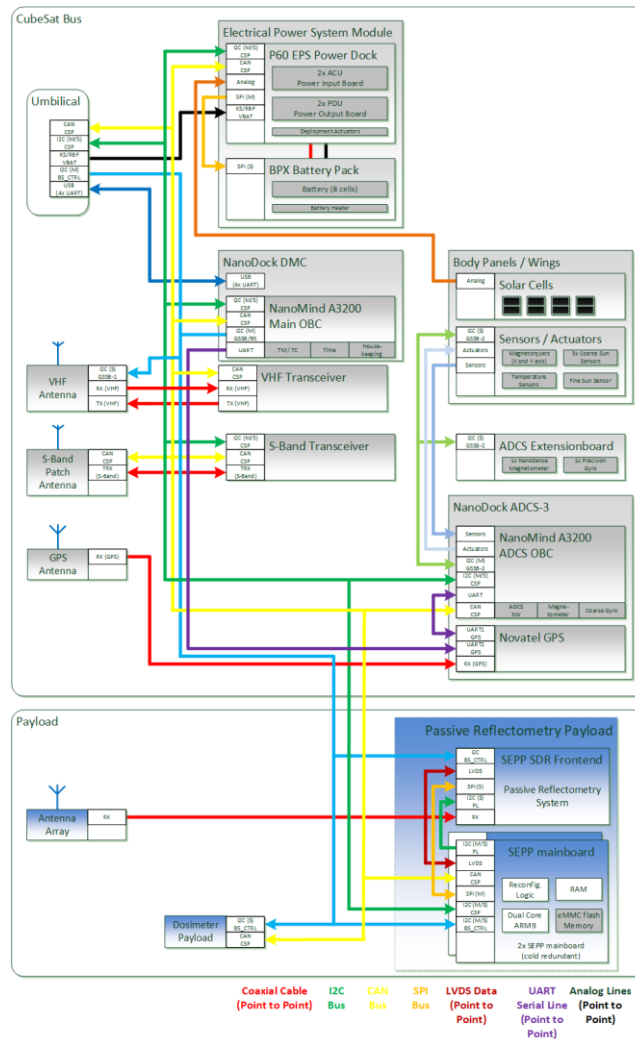 CubeSat Bus
Electrical Power System Module
I2C (M/S)
CSP
CAN
CSP
Analog
SPI (M)
KS/RBF
VBAT
P60 EPS Power Dock
2x ACU
Power Input Board
2x PDU
Power Output Board
Deployment Actuators
Umbilical
CAN
CSP
I2C (M/S)
CSP
KS/RBF
VBAT
I2C (M)
BS_CTRL
USB
(4x UART)
SPI (S)
BPX Battery Pack
Battery (8 cells)
Battery Heater
NanoDock DMC
USB
(4x UART)
I2C (M/S)
CSP
CAN
CSP
I2C (M)
GSSB/BS
UART
NanoMind A3200
Main OBC
TM/TC
Time
House-
keeping
Body Panels / Wings
Analog
Solar Cells
I2C (S)
GSSB-2
Actuators
Sensors
Sensors / Actuators
Magnetorquers
(X and Y-axis)
5x Coarse Sun
Sensors
Temperature
Sensors
Fine Sun Sensor
VHF
Antenna
I2C (S)
GSSB-1
RX (VHF)
TX (VHF)
CAN
CSP
RX (VHF)
TX (VHF)
VHF Transceiver
S-Band
Patch
Antenna
CAN
CSP
TRX
(S-Band)
I2C (M/S)
CSP
CAN
CSP
TRX
(S-Band)
S-Band Transceiver
I2C (S)
GSSB-2
ADCS Extensionboard
1x NanoSense
Magnetometer
1x Precision
Gyro
GPS
Antenna
RX (GPS)
NanoDock ADCS-3
Sensors
Actuators
I2C (M)
GSSB-2
I2C (M/S)
CSP
UART
CAN
CSP
NanoMind A3200
ADCS OBC
ADCS
SW
Magne-
tometer
Coarse Gyro
UART1
GPS
UART2
GPS
RX (GPS)
Novatel GPS
Payload
Passive Reflectometry Payload
I2C
BS_CTRL
LVDS
SPI (S)
I2C (S)
PL
RX
SEPP SDR Frontend
Passive Reflectometry
System
Antenna
Array
RX
I2C (M/S)
PL
LVDS
CAN
CSP
SPI (M)
I2C (M/S)
CSP
I2C (M/S)
BS_CTRL
SEPP mainboard
Reconfig.
Logic
RAM
Dual Core
ARM9
eMMC flash
Memory
2x SEPP mainboard
(cold redundant)
Dosimeter
Payload
I2C (S)
BS_CTRL
CAN
CSP
Coaxial Cable
(Point to Point)
I2C
Bus
CAN
Bus
SPI
Bus
LVDS Data
(Point to
Point)
UART
Serial Line
(Point to
Point)
Analog Lines
(Point to
Point)